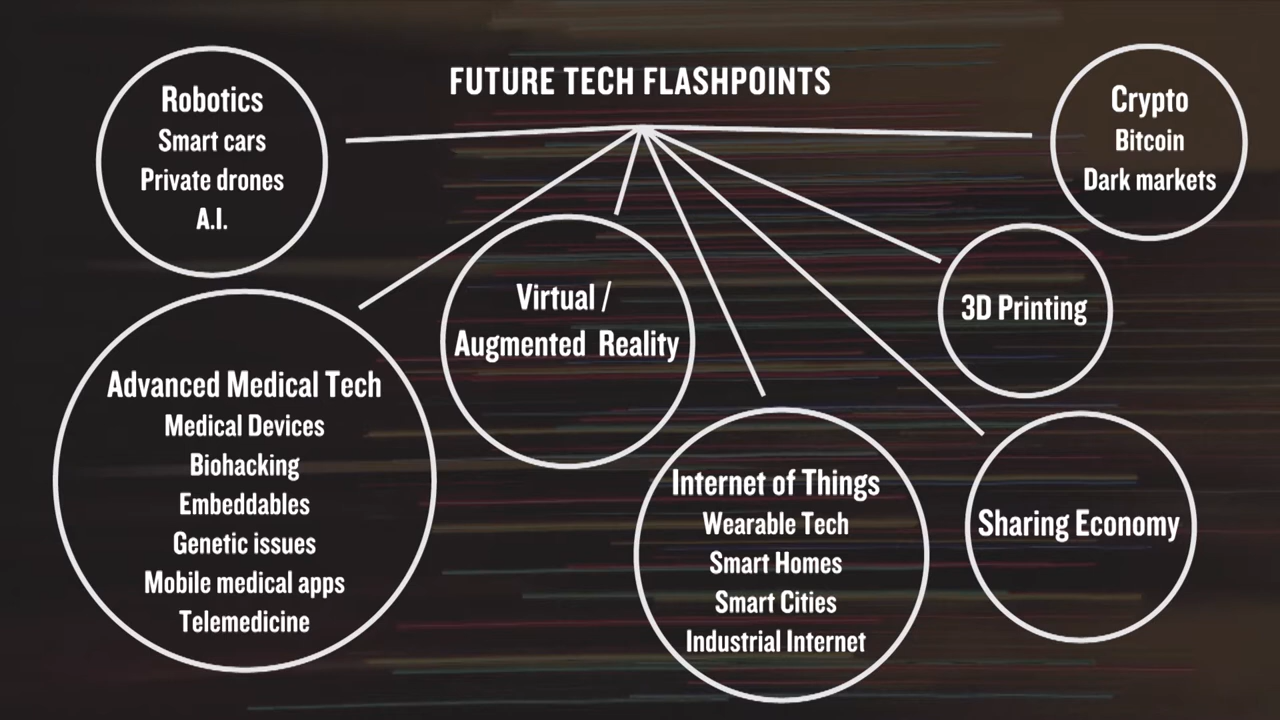 FUTURE TECH FLASHPOINTS
Robotics
Smart cars
Private drones
A.I.
Advanced Medical Tech
Medical Devices
Biohacking
Embeddables
Genetic issues
Mobile medical apps
Telemedicine
Virtual /
Augmented Reality
Internet of Things
Wearable Tech
Smart Homes
Smart Cities
Industrial Internet
Sharing Economy
3D Printing
Crypto
Bitcoin
Dark markets